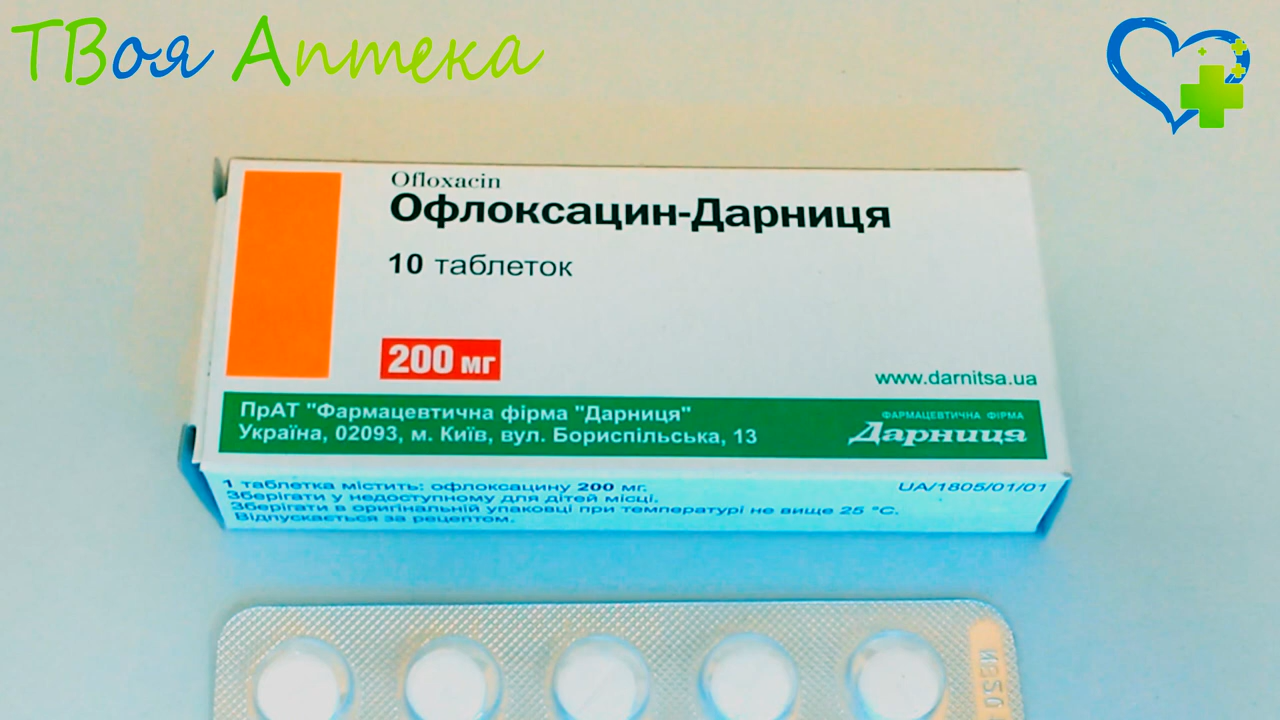 ТВоя Аптека
Ofloxacin
Офлоксацин-Дарниця
10 таблеток
200 мг
www.darnitsa.ua
ПрАТ "Фармацевтична фірма "Дарниця"
Україна, 02093, м. Київ, вул. Бориспільська, 13
ФАРМАЦЕВТИЧНА ФІРМА
Дарниця
1 таблетка містить: офлоксацину 200 мг.
UA/1805/01/01
Зберігати у недоступному для дітей місці.
Зберігати в оригінальній упаковці при температурі не вище 25 °C.
Відпускається за рецептом.